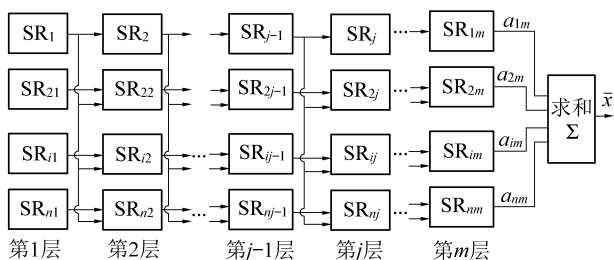 SR₁ SR₂ SRⱼ₋₁ SRⱼ ··· SR₁ₘ a₁ₘ
SR₂₁ SR₂₂ SR₂ⱼ₋₁ SR₂ⱼ ··· SR₂ₘ a₂ₘ
求和 x̄
Σ
SRᵢ₁ SRᵢ₂ ··· SRᵢⱼ₋₁ SRᵢⱼ ··· SRᵢₘ aᵢₘ
SRₙ₁ SRₙ₂ ··· SRₙⱼ₋₁ SRₙⱼ ··· SRₙₘ aₙₘ
第1层 第2层 第j−1层 第j层 第m层